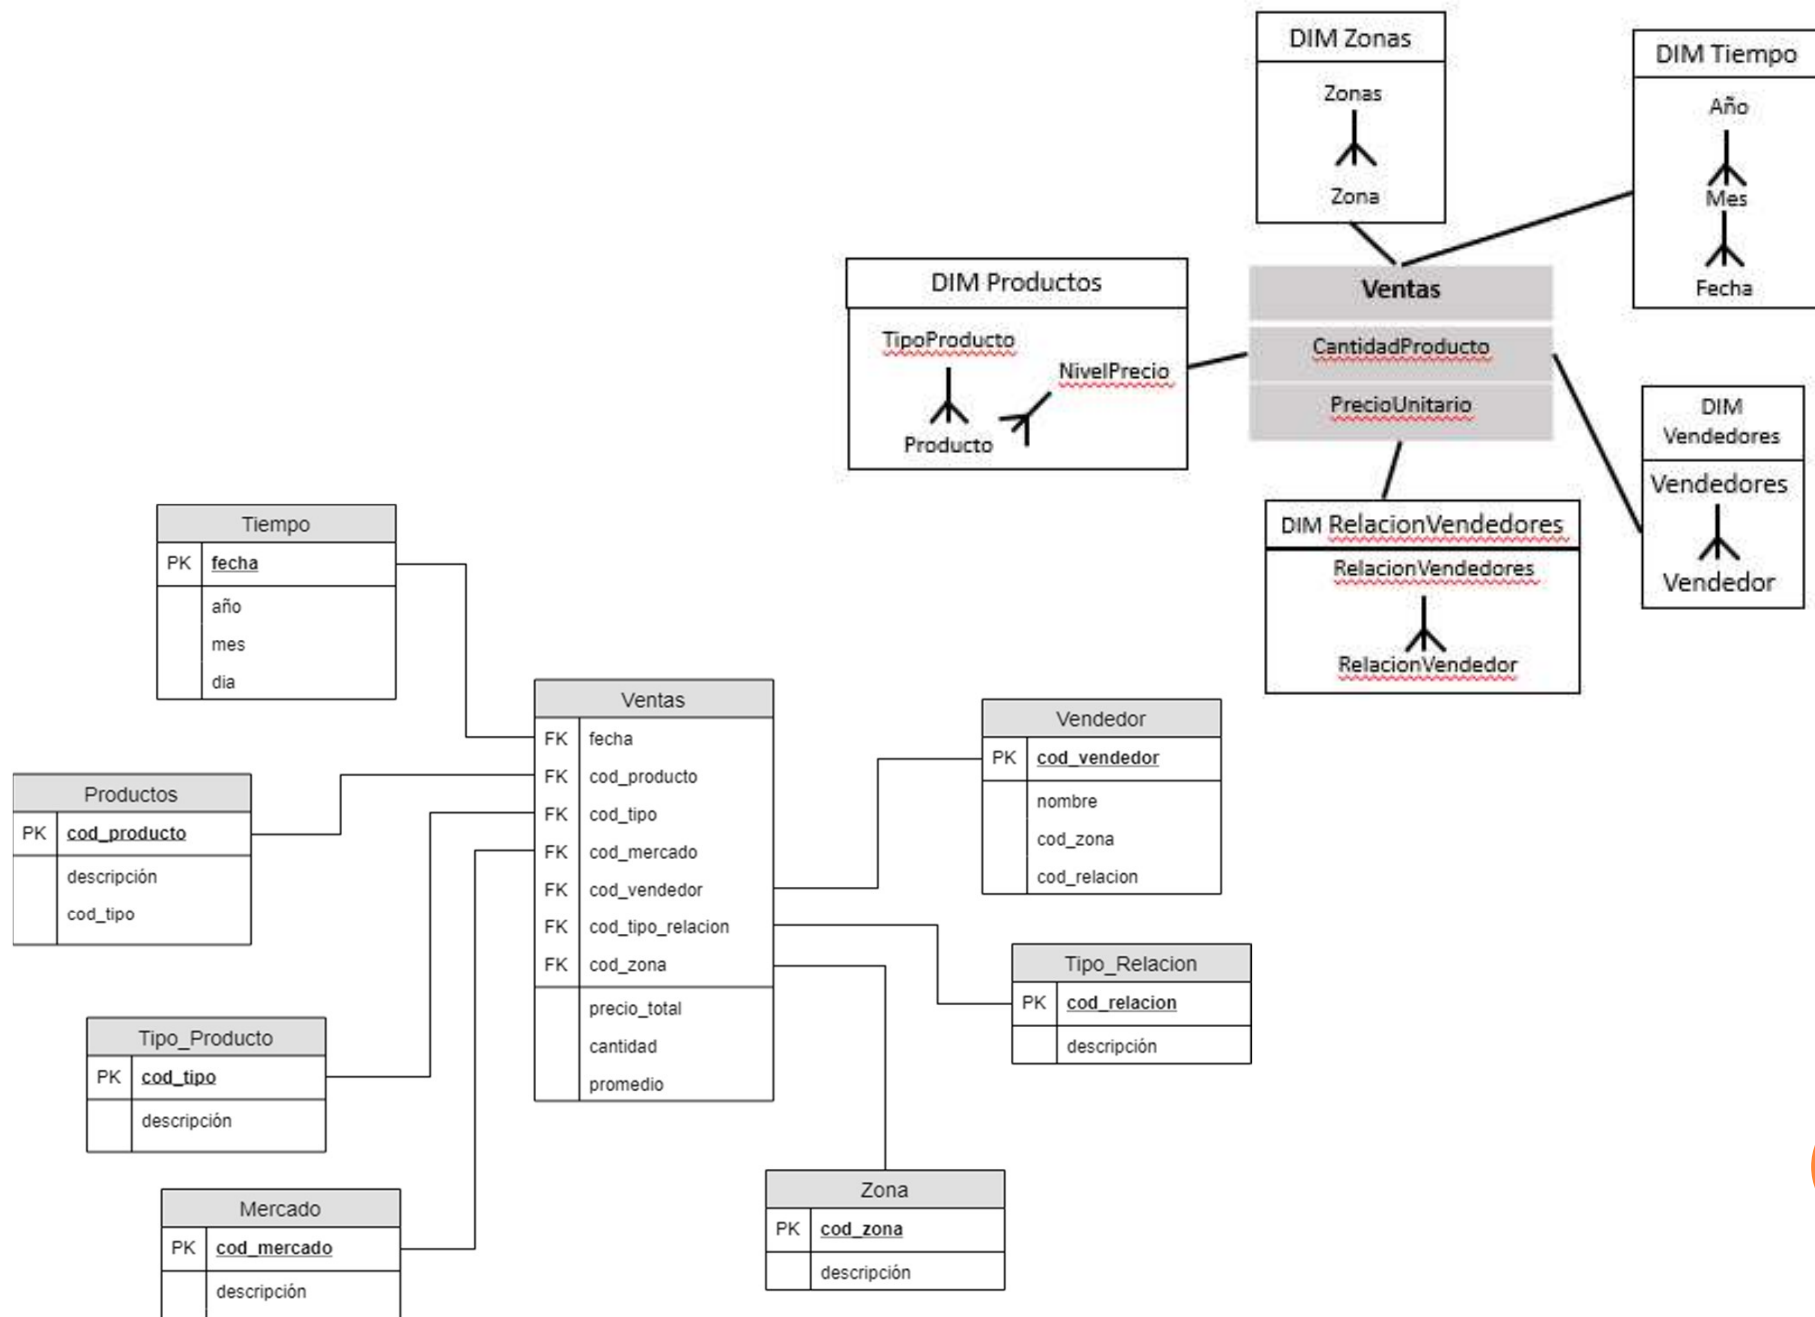 DIM Zonas
Zonas
Zona
DIM Tiempo
Año
Mes
Fecha
DIM Productos
TipoProducto
NivelPrecio
Producto
Ventas
CantidadProducto
PrecioUnitario
DIM
Vendedores
Vendedores
Vendedor
DIM RelacionVendedores
RelacionVendedores
RelacionVendedor
Tiempo
PK fecha
año
mes
dia
Productos
PK cod_producto
descripción
cod_tipo
Tipo_Producto
PK cod_tipo
descripción
Mercado
PK cod_mercado
descripción
Ventas
FK fecha
FK cod_producto
FK cod_tipo
FK cod_mercado
FK cod_vendedor
FK cod_tipo_relacion
FK cod_zona
precio_total
cantidad
promedio
Vendedor
PK cod_vendedor
nombre
cod_zona
cod_relacion
Tipo_Relacion
PK cod_relacion
descripción
Zona
PK cod_zona
descripción